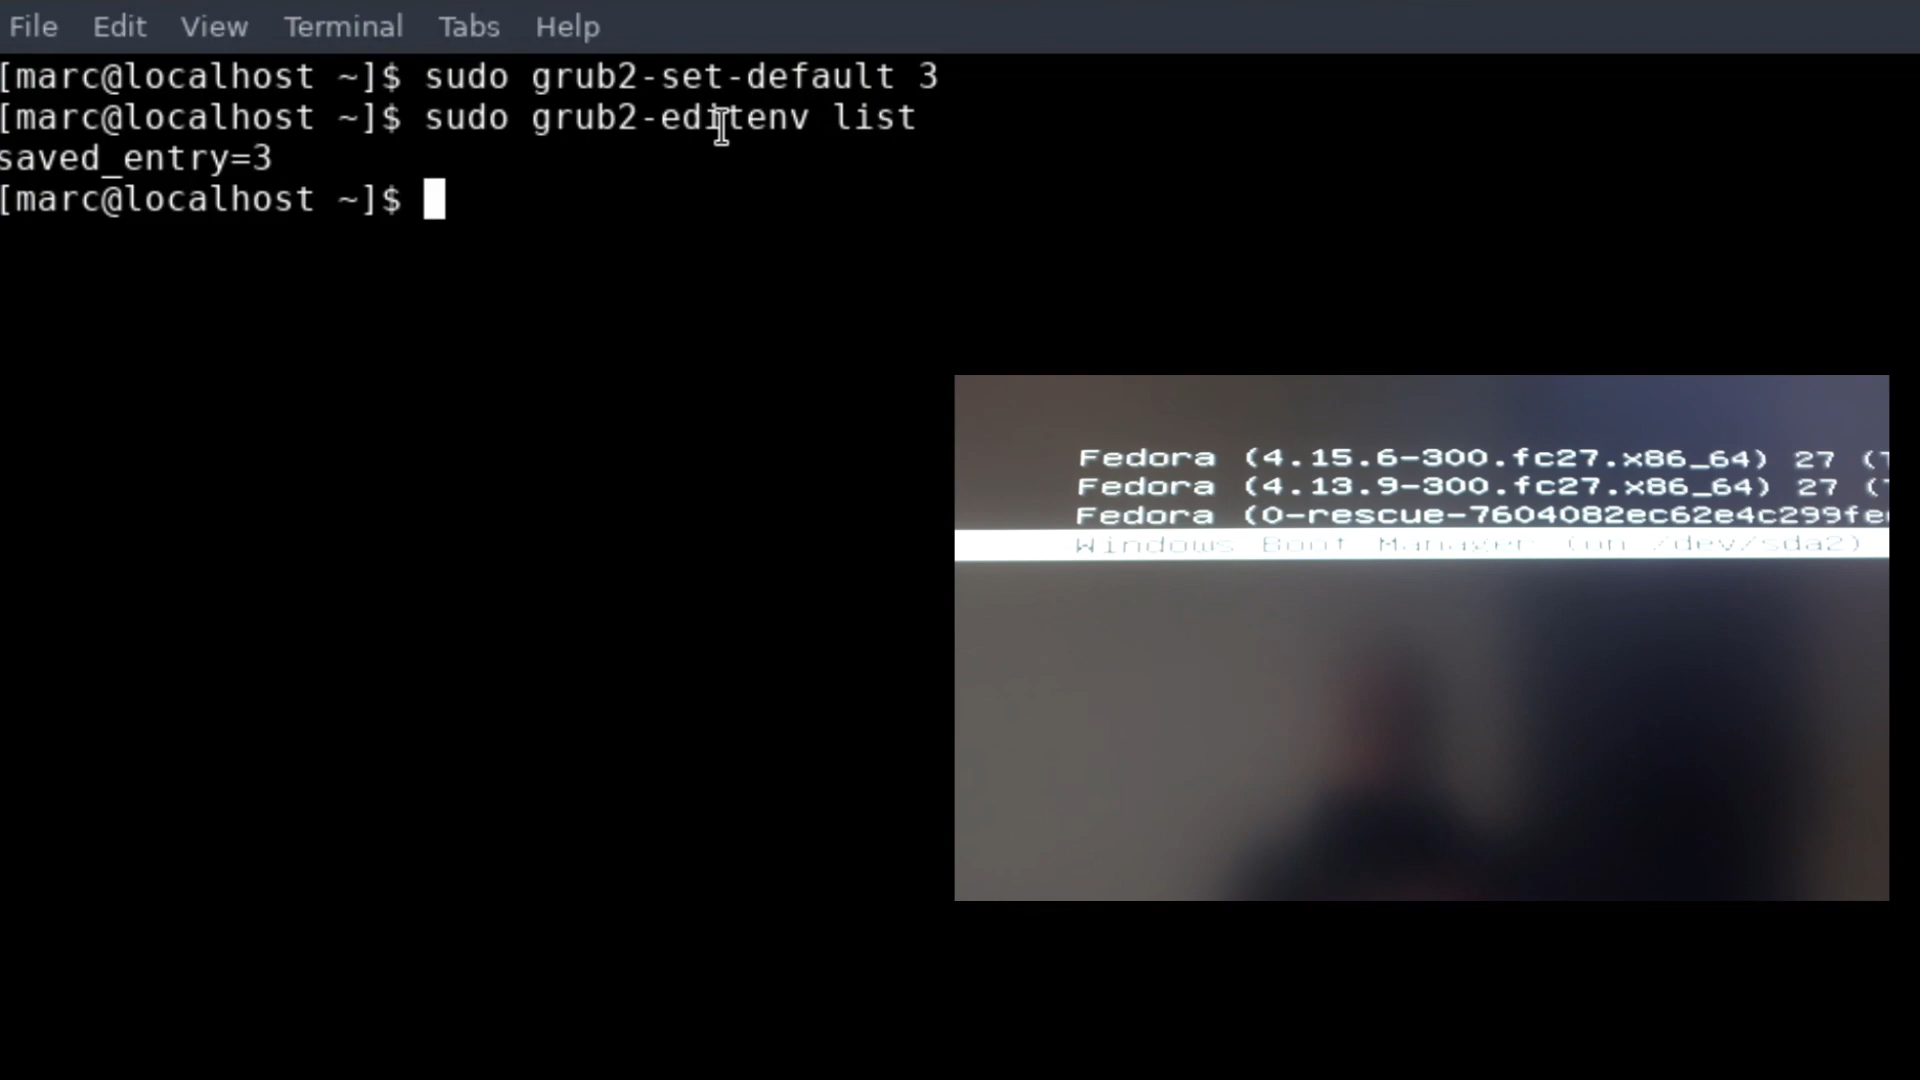 File Edit View Terminal Tabs Help
[marc@localhost ~]$ sudo grub2-set-default 3
[marc@localhost ~]$ sudo grub2-editenv list
saved_entry=3
[marc@localhost ~]$
Fedora (4.15.6-300.fc27.x86_64) 27 (
Fedora (4.13.9-300.fc27.x86_64) 27 (
Fedora (0-rescue-7604082ec62e4c299fe
Windows Boot Manager (on /dev/sda2)